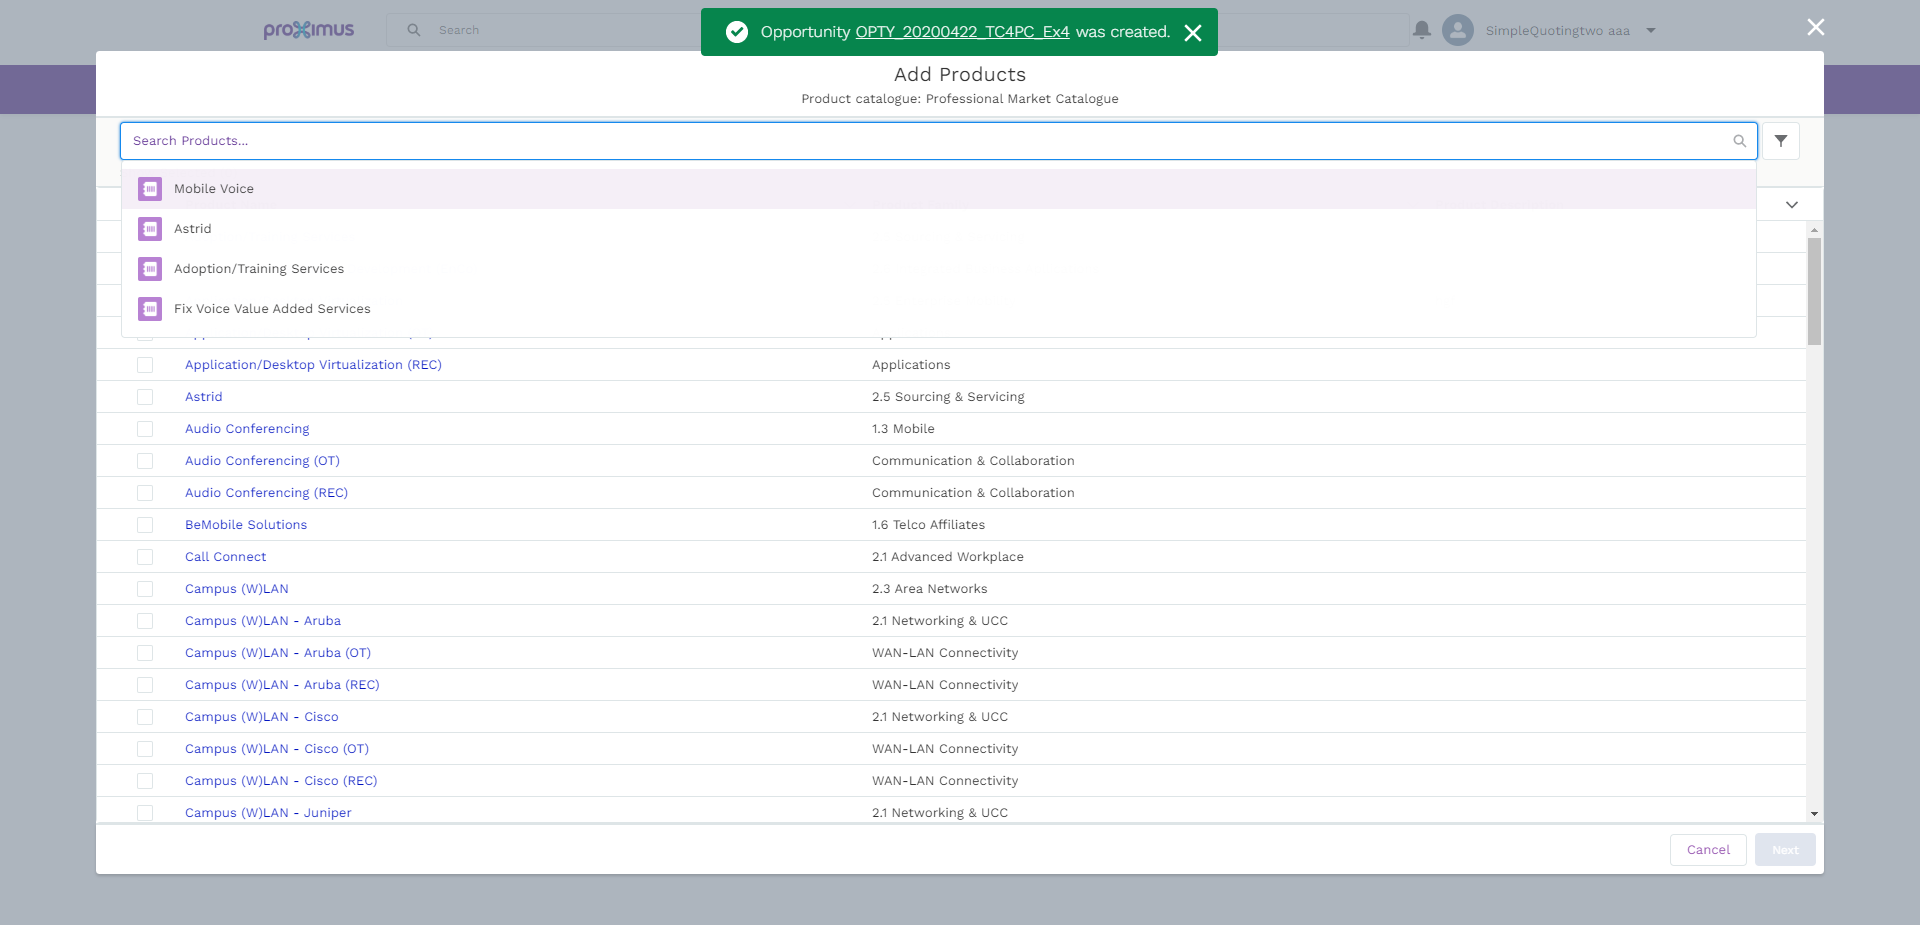 proximus
Search
Opportunity OPTY_20200422_TC4PC_Ex4 was created.
SimpleQuotingtwo aaa
Add Products
Product catalogue: Professional Market Catalogue
Search Products...
Mobile Voice
Astrid
Adoption/Training Services
Fix Voice Value Added Services
Application/Desktop Virtualization (REC) Applications
Astrid 2.5 Sourcing & Servicing
Audio Conferencing 1.3 Mobile
Audio Conferencing (OT) Communication & Collaboration
Audio Conferencing (REC) Communication & Collaboration
BeMobile Solutions 1.6 Telco Affiliates
Call Connect 2.1 Advanced Workplace
Campus (W)LAN 2.3 Area Networks
Campus (W)LAN - Aruba 2.1 Networking & UCC
Campus (W)LAN - Aruba (OT) WAN-LAN Connectivity
Campus (W)LAN - Aruba (REC) WAN-LAN Connectivity
Campus (W)LAN - Cisco 2.1 Networking & UCC
Campus (W)LAN - Cisco (OT) WAN-LAN Connectivity
Campus (W)LAN - Cisco (REC) WAN-LAN Connectivity
Campus (W)LAN - Juniper 2.1 Networking & UCC
Cancel Next